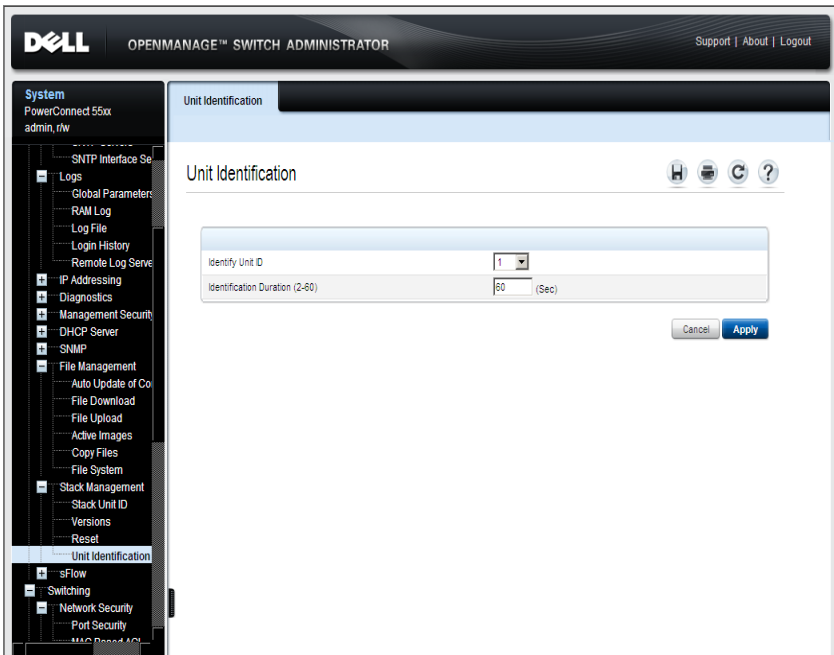 DELL OPENMANAGE™ SWITCH ADMINISTRATOR
Support | About | Logout
System
PowerConnect 55xx
admin, r/w
SNTP Interface Se
Logs
Global Parameters
RAM Log
Log File
Login History
Remote Log Serve
IP Addressing
Diagnostics
Management Securit
DHCP Server
SNMP
File Management
Auto Update of Co
File Download
File Upload
Active Images
Copy Files
File System
Stack Management
Stack Unit ID
Versions
Reset
Unit Identification
sFlow
Switching
Network Security
Port Security
Unit Identification
Unit Identification
Identify Unit ID 1
Identification Duration (2-60) 60 (Sec)
Cancel Apply